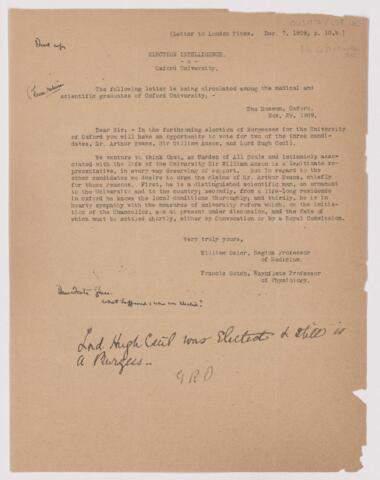 (Letter to London Times, Dec. 7, 1909, p. 10,4.)
ELECTION INTELLIGENCE.
- o -
Oxford University.
The following letter is being circulated among the medical and
scientific graduates of Oxford University: -
The Museum, Oxford.
Nov. 29, 1909.
Dear Sir: - In the forthcoming election of Burgesses for the University
of Oxford you will have an opportunity to vote for two of the three candi-
dates, Mr. Arthur Evans, Sir William Anson, and Lord Hugh Cecil.
We venture to think that, as Warden of All Souls and intimately asso-
ciated with the life of the University Sir William Anson is a legitimate re-
presentative, in every way deserving of support. But in regard to the
other candidates we desire to urge the claims of Mr. Arthur Evans, chiefly
for these reasons. First, he is a distinguished scientific man, an ornament
to the University and to the country; secondly, from a life-long residence
in Oxford he knows the local conditions thoroughly; and thirdly, he is in
hearty sympathy with the measures of university reform which, on the initia-
tion of the Chancellor, are at present under discussion, and the fate of
which must be settled shortly, either by Convocation or by a Royal Commission.
Very truly yours,
William Osler, Regius Professor
of Medicine.
Francis Gotch, Waynflete Professor
of Physiology.
what happened, was he elected?
Lord Hugh Cecil was Elected & still is
a Burgess -
GRO